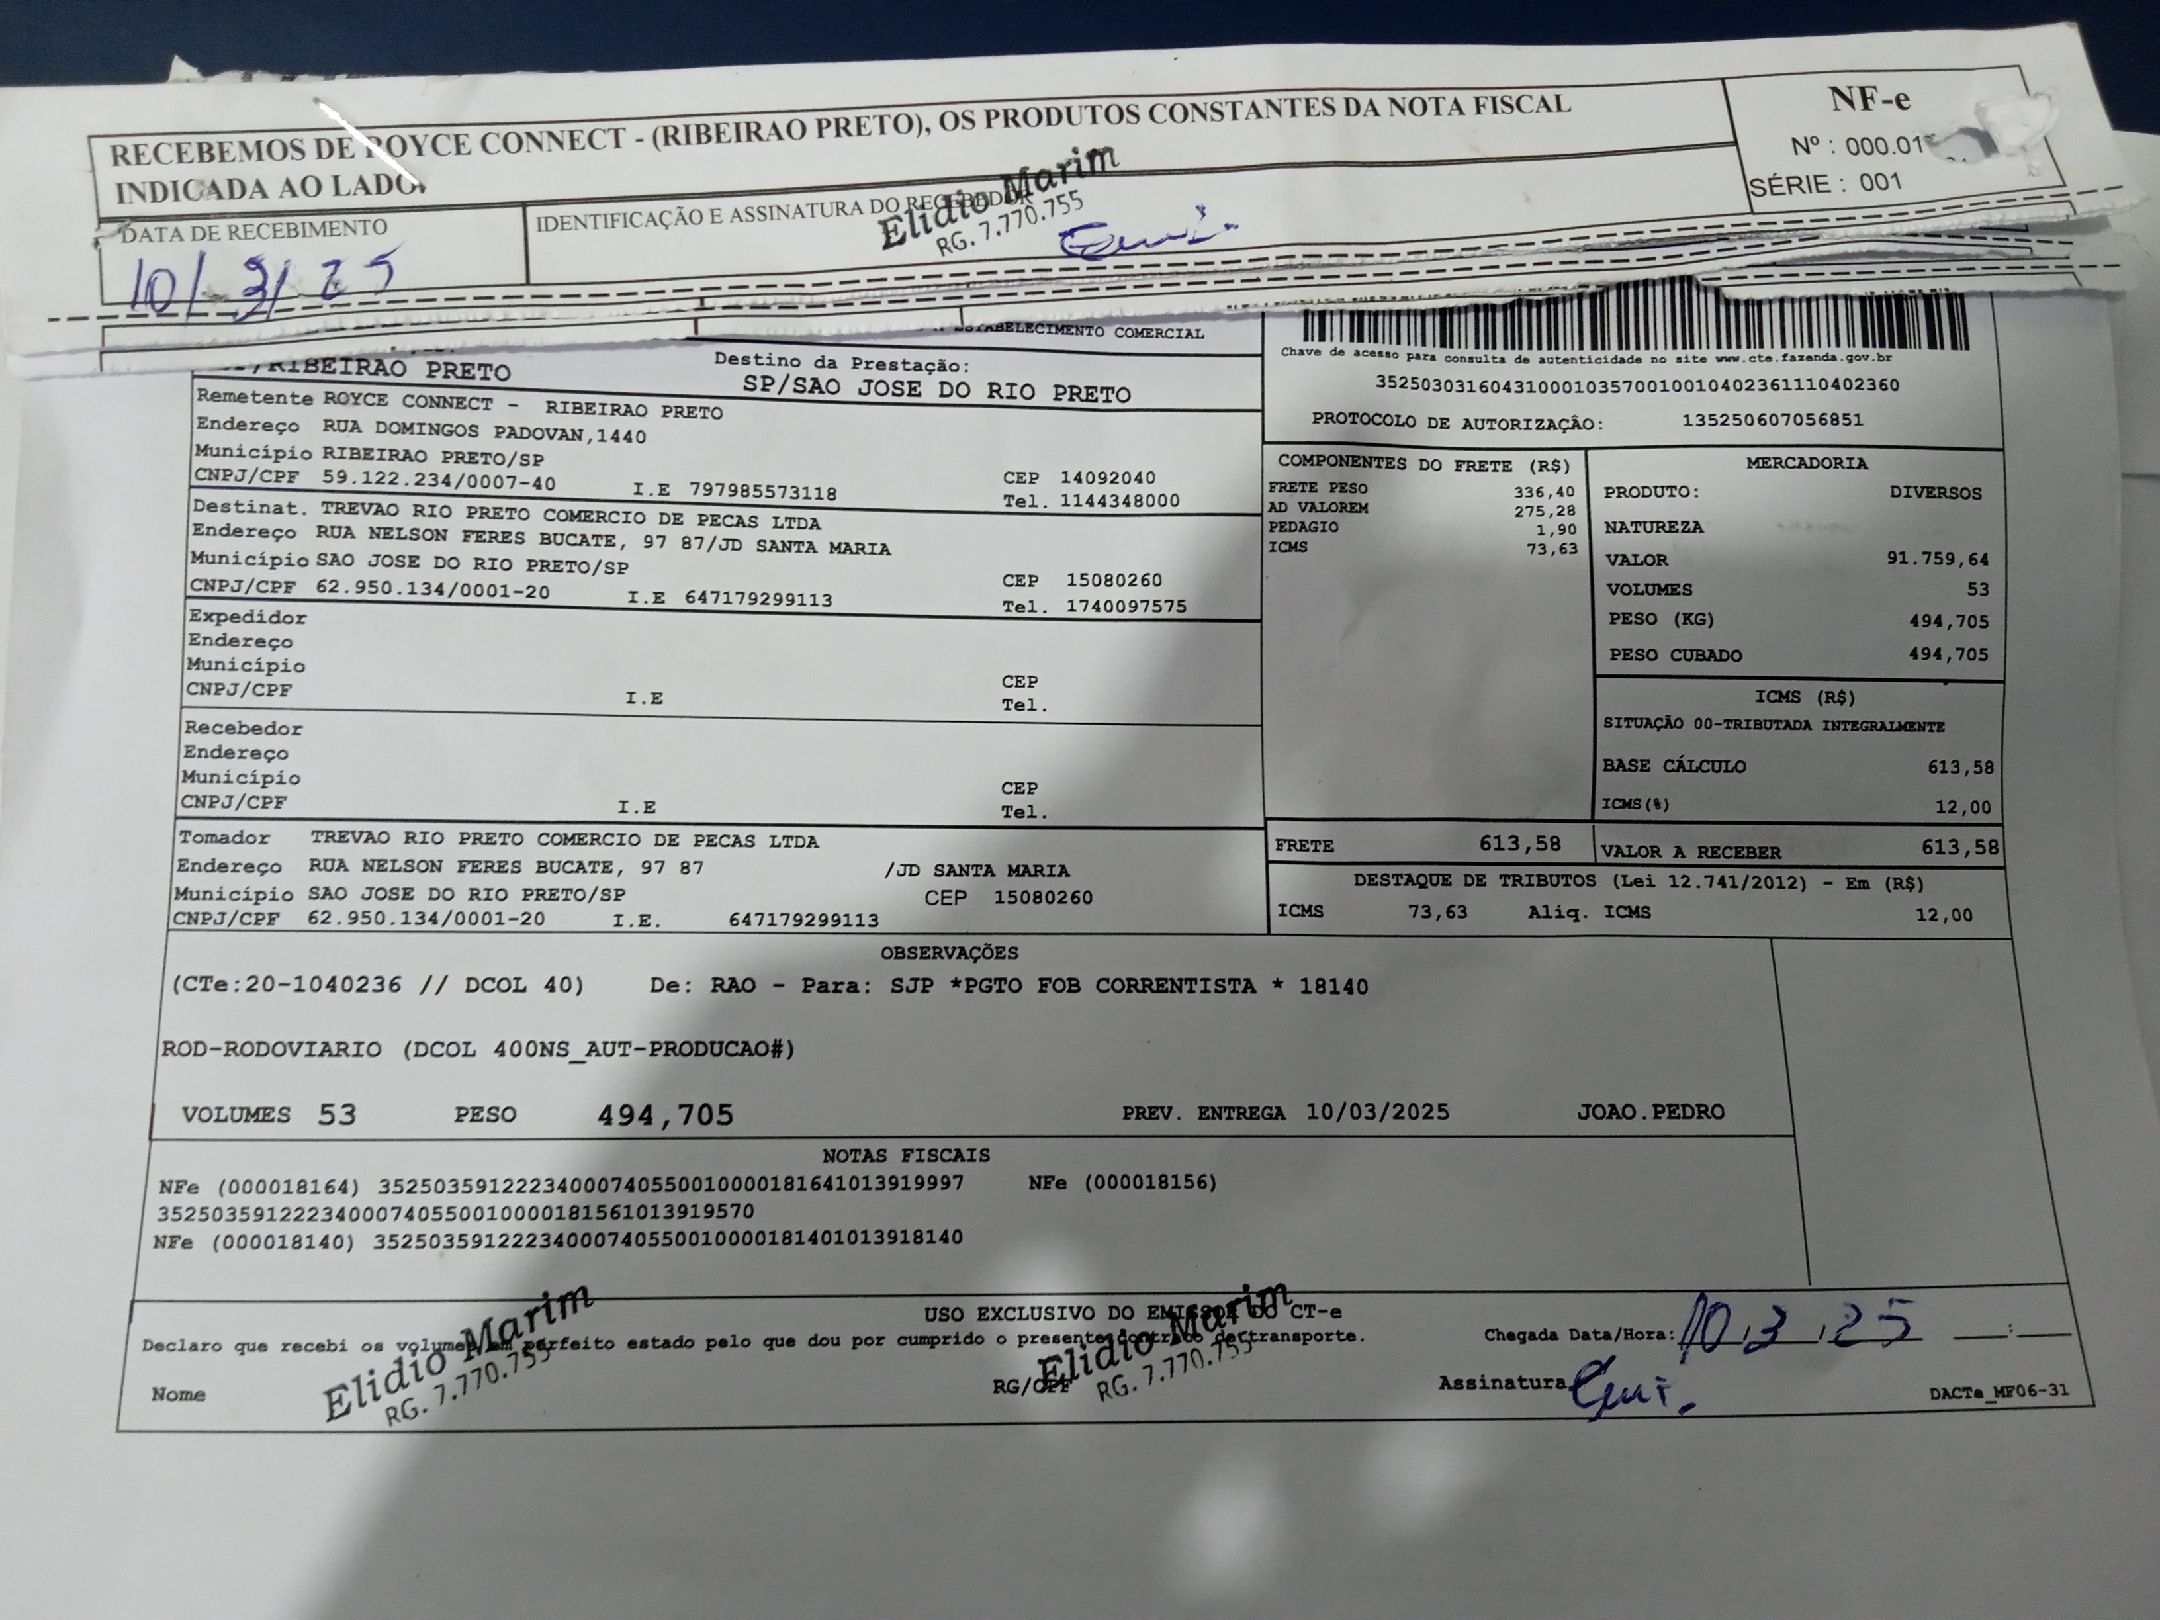 RECEBEMOS DE ROYCE CONNECT - (RIBEIRAO PRETO), OS PRODUTOS CONSTANTES DA NOTA FISCAL
INDICADA AO LADO.
NF-e
Nº : 000.01
SÉRIE : 001
DATA DE RECEBIMENTO
10/3/25
IDENTIFICAÇÃO E ASSINATURA DO RECEBEDOR
Elidio Marim
RG. 7.770.755
ESTABELECIMENTO COMERCIAL
/RIBEIRAO PRETO
Destino da Prestação:
SP/SAO JOSE DO RIO PRETO
Chave de acesso para consulta de autenticidade no site www.cte.fazenda.gov.br
35250303160431000103570010010402361110402360
PROTOCOLO DE AUTORIZAÇÃO: 135250607056851
Remetente ROYCE CONNECT - RIBEIRAO PRETO
Endereço RUA DOMINGOS PADOVAN,1440
Município RIBEIRAO PRETO/SP CEP 14092040
CNPJ/CPF 59.122.234/0007-40 I.E 797985573118 Tel. 1144348000
Destinat. TREVAO RIO PRETO COMERCIO DE PECAS LTDA
Endereço RUA NELSON FERES BUCATE, 97 87/JD SANTA MARIA
Município SAO JOSE DO RIO PRETO/SP CEP 15080260
CNPJ/CPF 62.950.134/0001-20 I.E 647179299113 Tel. 1740097575
Expedidor
Endereço
Município CEP
CNPJ/CPF I.E Tel.
Recebedor
Endereço
Município CEP
CNPJ/CPF I.E Tel.
Tomador TREVAO RIO PRETO COMERCIO DE PECAS LTDA
Endereço RUA NELSON FERES BUCATE, 97 87 /JD SANTA MARIA
Município SAO JOSE DO RIO PRETO/SP CEP 15080260
CNPJ/CPF 62.950.134/0001-20 I.E. 647179299113
COMPONENTES DO FRETE (R$)
FRETE PESO 336,40
AD VALOREM 275,28
PEDAGIO 1,90
ICMS 73,63
MERCADORIA
PRODUTO: DIVERSOS
NATUREZA
VALOR 91.759,64
VOLUMES 53
PESO (KG) 494,705
PESO CUBADO 494,705
ICMS (R$)
SITUAÇÃO 00-TRIBUTADA INTEGRALMENTE
BASE CÁLCULO 613,58
ICMS(%) 12,00
FRETE 613,58 VALOR A RECEBER 613,58
DESTAQUE DE TRIBUTOS (Lei 12.741/2012) - Em (R$)
ICMS 73,63 Aliq. ICMS 12,00
OBSERVAÇÕES
(CTe:20-1040236 // DCOL 40) De: RAO - Para: SJP *PGTO FOB CORRENTISTA * 18140
ROD-RODOVIARIO (DCOL 400NS_AUT-PRODUCAO#)
VOLUMES 53 PESO 494,705 PREV. ENTREGA 10/03/2025 JOAO.PEDRO
NOTAS FISCAIS
NFe (000018164) 35250359122234000740550010000181641013919997 NFe (000018156)
35250359122234000740550010000181561013919570
NFe (000018140) 35250359122234000740550010000181401013918140
USO EXCLUSIVO DO EMISSOR DO CT-e
Declaro que recebi os volumes em perfeito estado pelo que dou por cumprido o presente contrato de transporte.
Chegada Data/Hora: 10.3.25 __:__
Nome Elidio Marim
RG. 7.770.755
RG/CPF Elidio Marim
RG. 7.770.755
Assinatura
DACTe_MF06-31